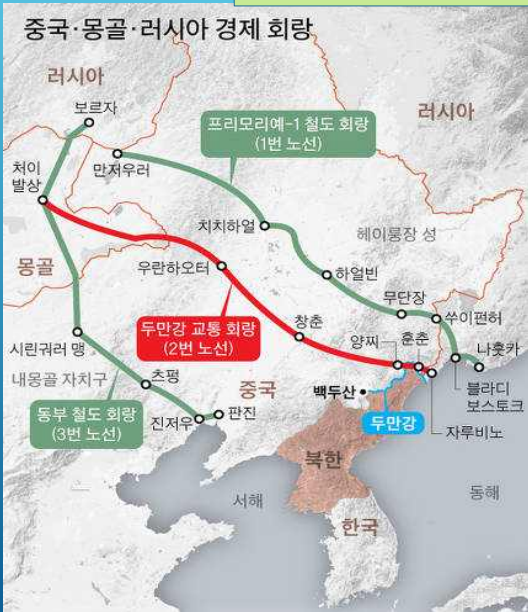 중국·몽골·러시아 경제 회랑
러시아
보르자
프리모리예-1 철도 회랑
(1번 노선)
러시아
만저우러
처이
발상
치치하얼
헤이룽장 성
몽골
우란하오터
하얼빈
무단장
쑤이펀허
두만강 교통 회랑
(2번 노선)
창춘
양찌
훈춘
나홋카
시린궈러 맹
내몽골 자치구
츠펑
중국
백두산
블라디
보스토크
동부 철도 회랑
(3번 노선)
진저우
판진
두만강
자루비노
북한
서해
동해
한국